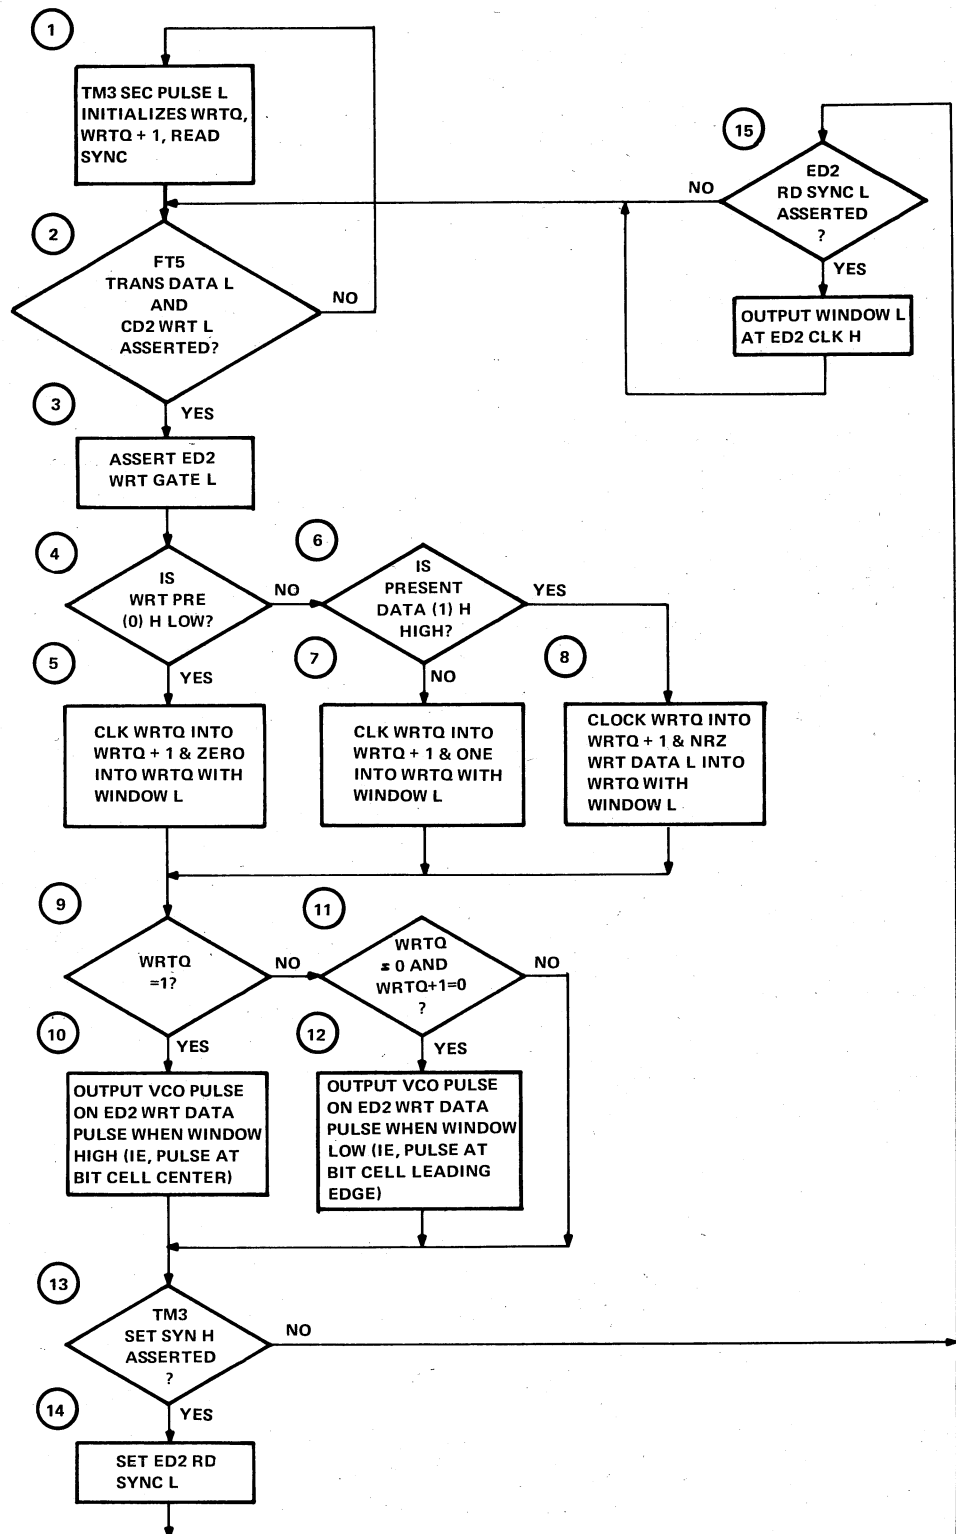 1
TM3 SEC PULSE L
INITIALIZES WRTQ,
WRTQ + 1, READ
SYNC
15
ED2
RD SYNC L
ASSERTED
?
NO
YES
OUTPUT WINDOW L
AT ED2 CLK H
2
FT5
TRANS DATA L
AND
CD2 WRT L
ASSERTED?
NO
YES
3
ASSERT ED2
WRT GATE L
4
IS
WRT PRE
(0) H LOW?
NO
YES
6
IS
PRESENT
DATA (1) H
HIGH?
YES
NO
5
CLK WRTQ INTO
WRTQ + 1 & ZERO
INTO WRTQ WITH
WINDOW L
7
CLK WRTQ INTO
WRTQ + 1 & ONE
INTO WRTQ WITH
WINDOW L
8
CLOCK WRTQ INTO
WRTQ + 1 & NRZ
WRT DATA L INTO
WRTQ WITH
WINDOW L
9
WRTQ
=1?
NO
YES
11
WRTQ
= 0 AND
WRTQ+1=0
?
NO
YES
10
OUTPUT VCO PULSE
ON ED2 WRT DATA
PULSE WHEN WINDOW
HIGH (IE, PULSE AT
BIT CELL CENTER)
12
OUTPUT VCO PULSE
ON ED2 WRT DATA
PULSE WHEN WINDOW
LOW (IE, PULSE AT
BIT CELL LEADING
EDGE)
13
TM3
SET SYN H
ASSERTED
?
NO
YES
14
SET ED2 RD
SYNC L